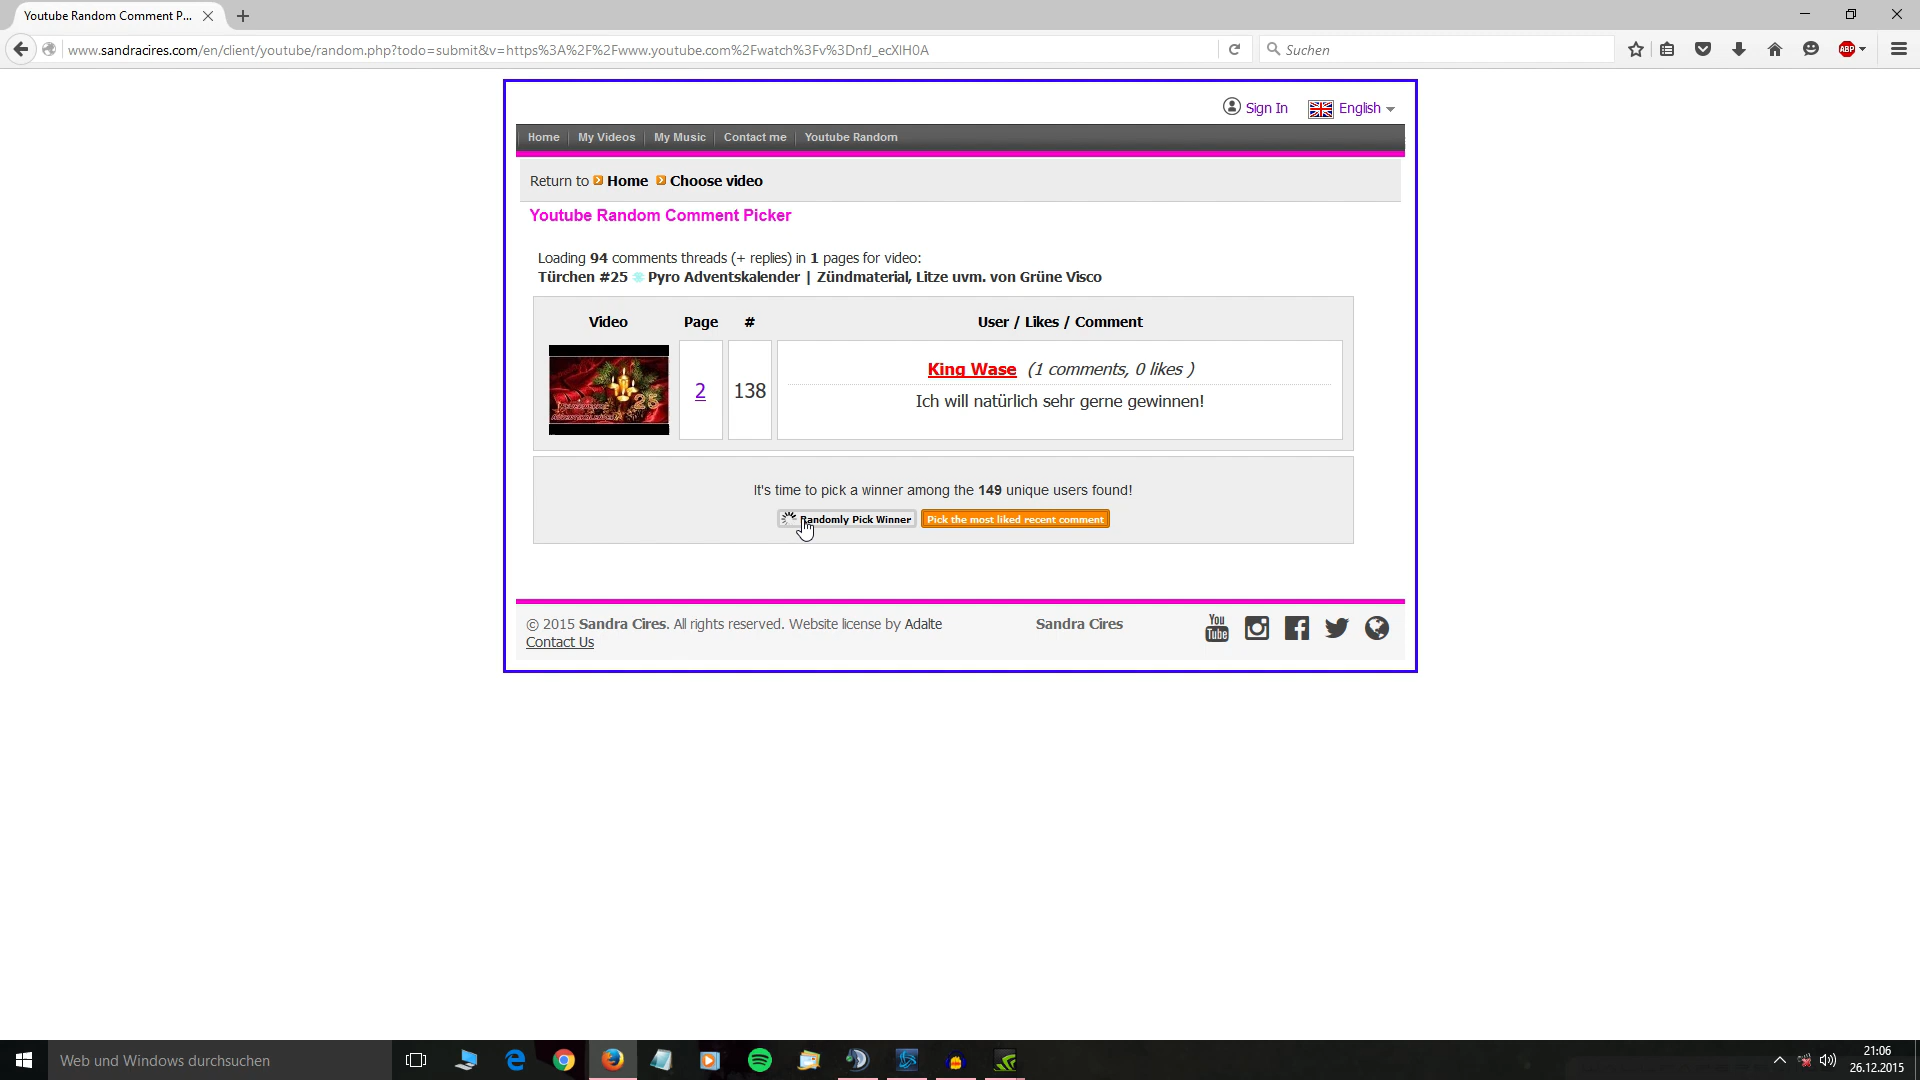 Youtube Random Comment P...
www.sandracires.com/en/client/youtube/random.php?todo=submit&v=https%3A%2F%2Fwww.youtube.com%2Fwatch%3Fv%3DnfJ_ecXlH0A
Suchen
ABP
Sign In
English
Home
My Videos
My Music
Contact me
Youtube Random
Return to Home Choose video
Youtube Random Comment Picker
Loading 94 comments threads (+ replies) in 1 pages for video:
Türchen #25 Pyro Adventskalender | Zündmaterial, Litze uvm. von Grüne Visco
Video Page # User / Likes / Comment
25
2
138
King Wase (1 comments, 0 likes )
Ich will natürlich sehr gerne gewinnen!
It's time to pick a winner among the 149 unique users found!
Randomly Pick Winner
Pick the most liked recent comment
© 2015 Sandra Cires. All rights reserved. Website license by Adalte
Contact Us
Sandra Cires
You
Tube
Web und Windows durchsuchen
21:06
26.12.2015